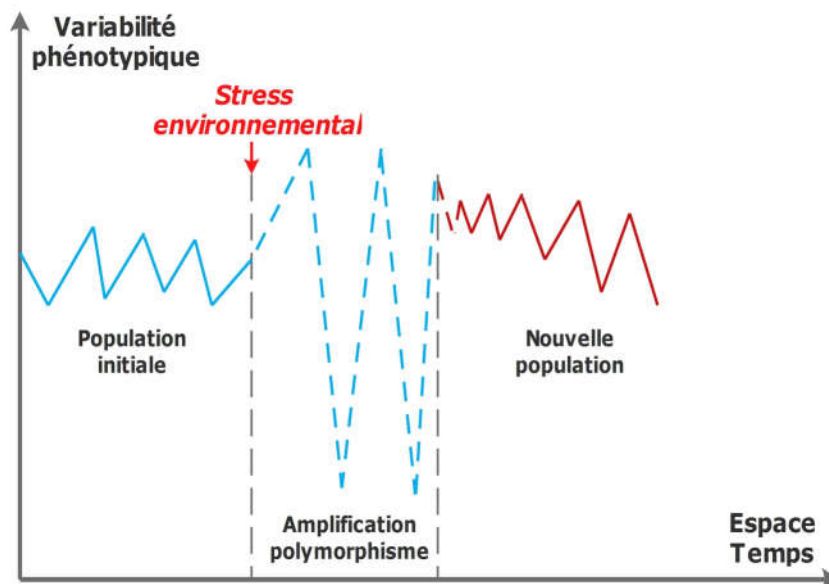 Variabilité
phénotypique
Stress
environnemental
Population
initiale
Nouvelle
population
Amplification
polymorphisme
Espace
Temps